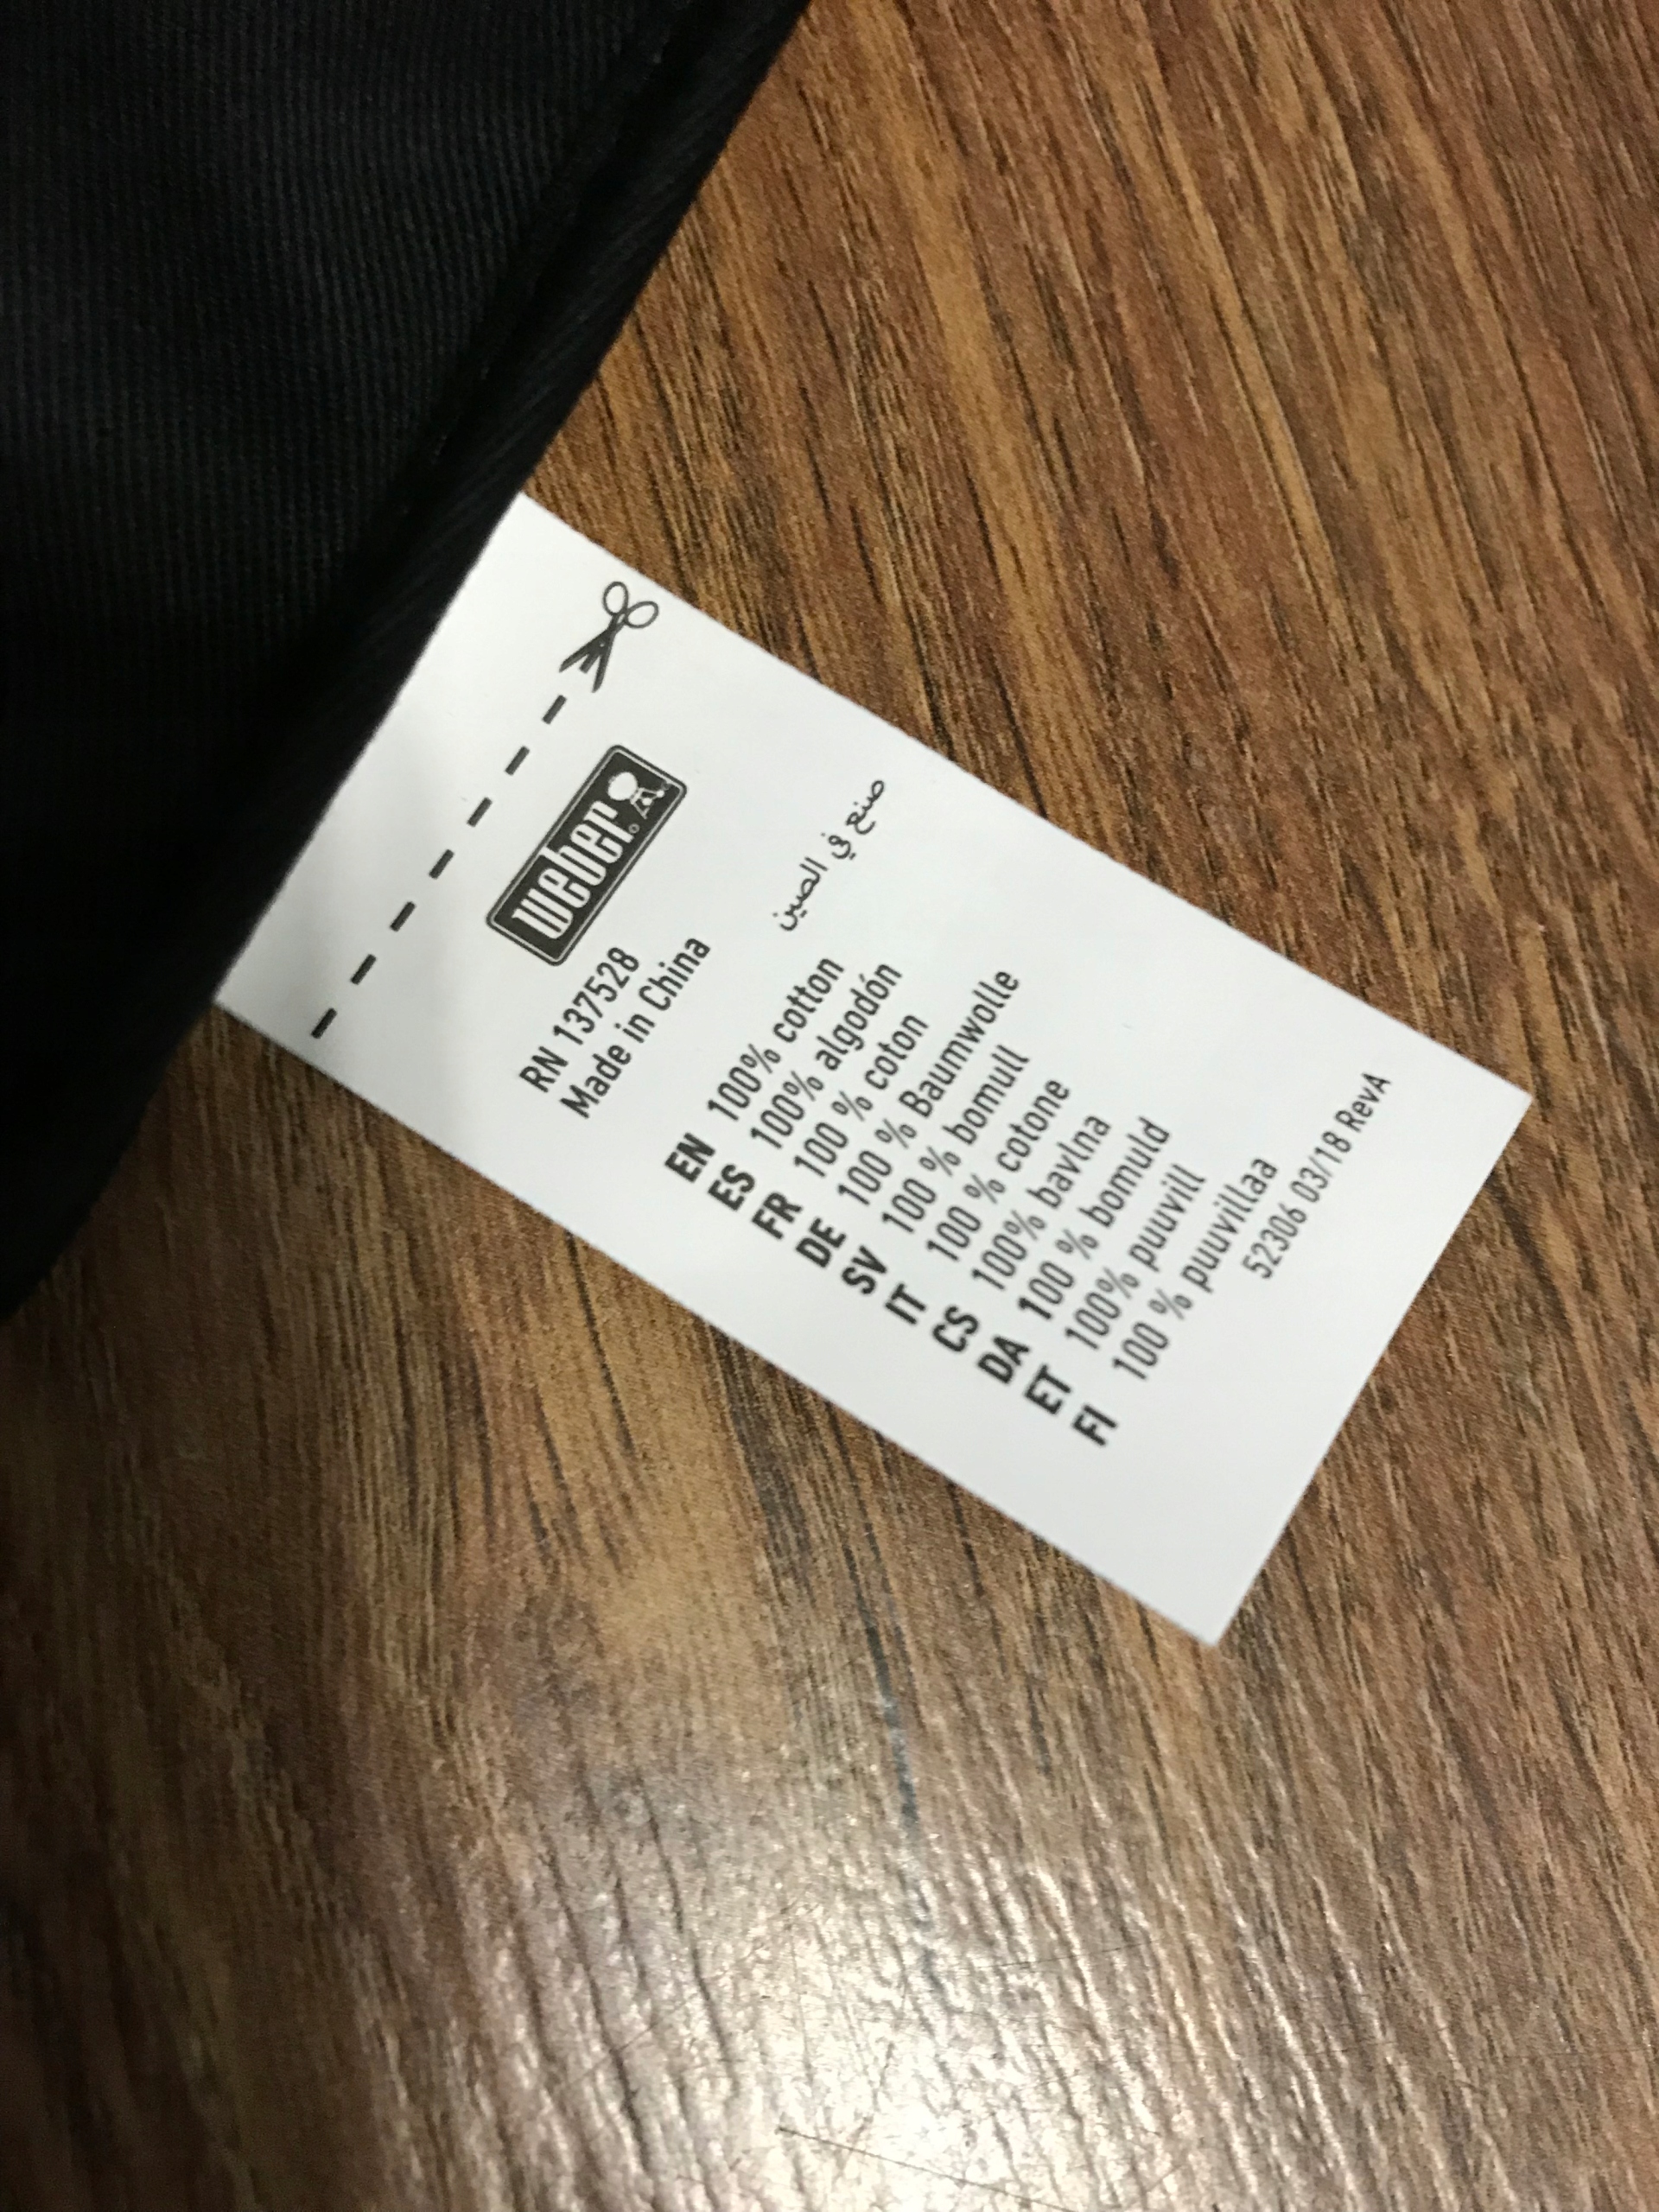 weber
RN 137528
Made in China
صنع في الصين
EN 100% cotton
ES 100% algodón
FR 100 % coton
DE 100 % Baumwolle
SV 100 % bomull
IT 100 % cotone
CS 100% bavlna
DA 100 % bomuld
ET 100% puuvill
FI 100 % puuvillaa
52306 03/18 RevA